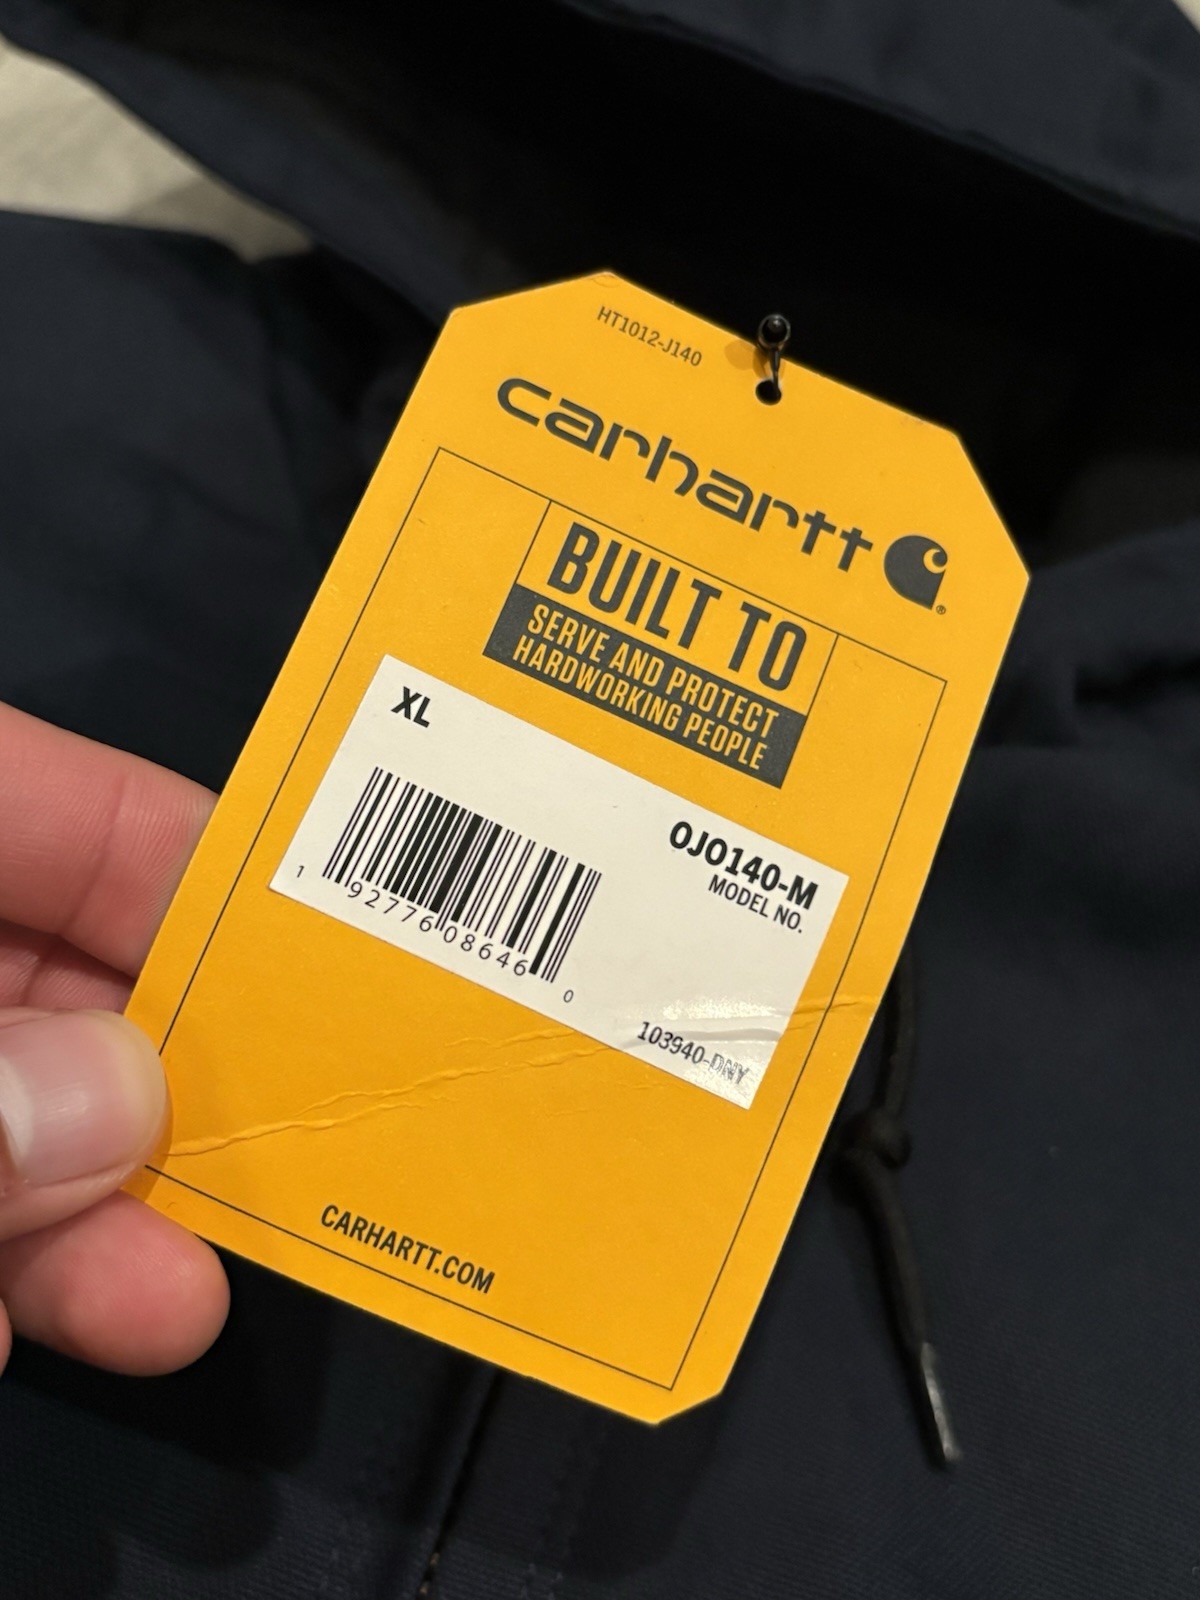 HT1012-J140
carhartt
BUILT TO
SERVE AND PROTECT
HARDWORKING PEOPLE
XL
OJ0140-M
MODEL NO.
1 92776 08646 0
103940-DNY
CARHARTT.COM